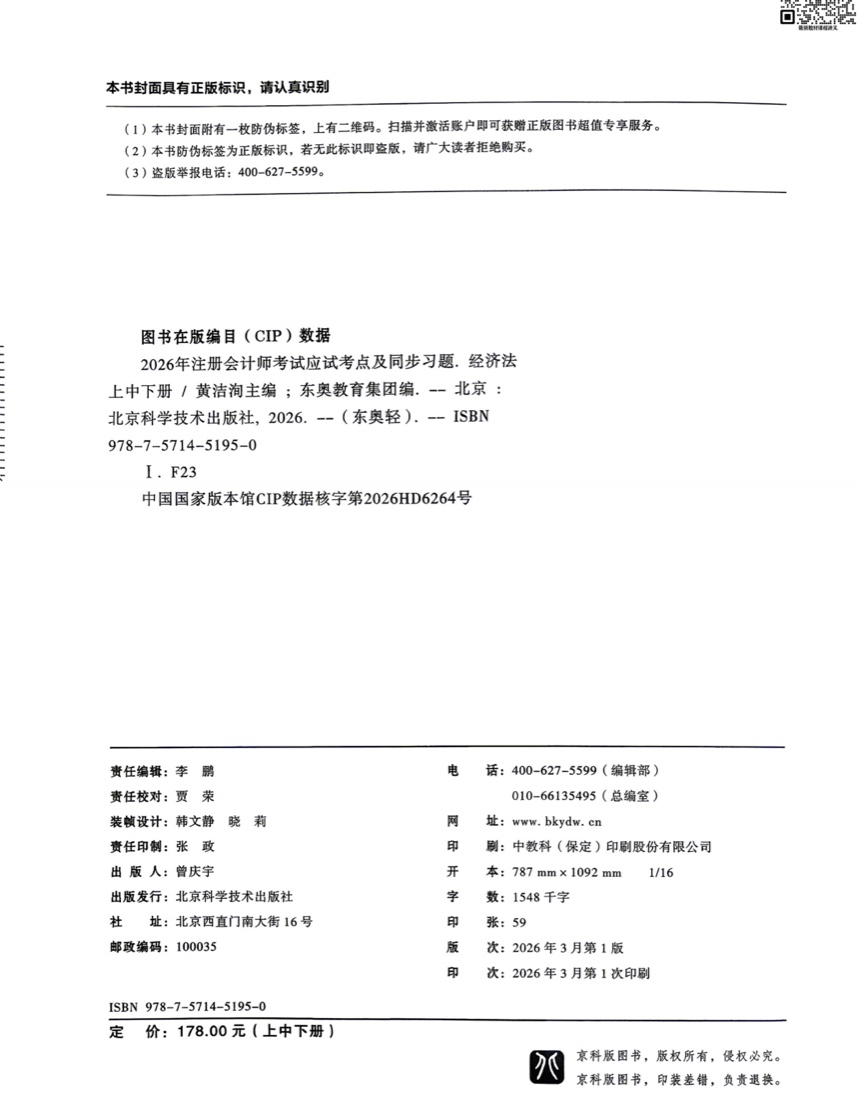 本书封面具有正版标识，请认真识别
（1）本书封面附有一枚防伪标签，上有二维码。扫描并激活账户即可获赠正版图书超值专享服务。
（2）本书防伪标签为正版标识，若无此标识即盗版，请广大读者拒绝购买。
（3）盗版举报电话：400-627-5599。
图书在版编目（CIP）数据
2026年注册会计师考试应试考点及同步习题．经济法
上中下册 / 黄洁洵主编 ；东奥教育集团编．-- 北京 ：
北京科学技术出版社，2026．--（东奥轻）．-- ISBN
978-7-5714-5195-0
Ⅰ．F23
中国国家版本馆CIP数据核字第2026HD6264号
责任编辑：李　鹏
责任校对：贾　荣
装帧设计：韩文静　晓　莉
责任印制：张　政
出 版 人：曾庆宇
出版发行：北京科学技术出版社
社　　址：北京西直门南大街 16 号
邮政编码：100035
电　　话：400-627-5599（编辑部）
010-66135495（总编室）
网　　址：www.bkydw.cn
印　　刷：中教科（保定）印刷股份有限公司
开　　本：787 mm × 1092 mm　1/16
字　　数：1548 千字
印　　张：59
版　　次：2026 年 3 月第 1 版
印　　次：2026 年 3 月第 1 次印刷
ISBN 978-7-5714-5195-0
定　　价：178.00 元（上中下册）
京科版图书，版权所有，侵权必究。
京科版图书，印装差错，负责退换。